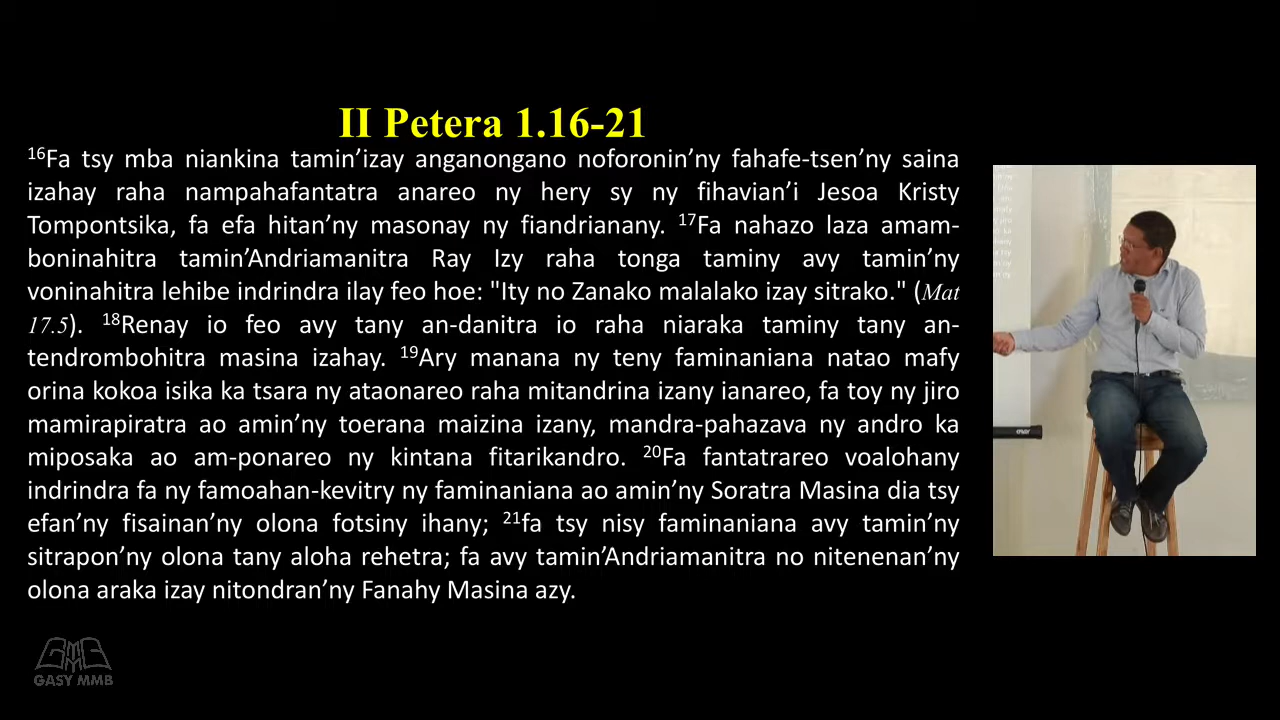 II Petera 1.16-21
16Fa tsy mba niankina tamin’izay anganongano noforonin’ny fahafe-tsen’ny saina
izahay raha nampahafantatra anareo ny hery sy ny fihavian’i Jesoa Kristy
Tompontsika, fa efa hitan’ny masonay ny fiandrianany. 17Fa nahazo laza amam-
boninahitra tamin’Andriamanitra Ray Izy raha tonga taminy avy tamin’ny
voninahitra lehibe indrindra ilay feo hoe: "Ity no Zanako malalako izay sitrako." (Mat
17.5). 18Renay io feo avy tany an-danitra io raha niaraka taminy tany an-
tendrombohitra masina izahay. 19Ary manana ny teny faminaniana natao mafy
orina kokoa isika ka tsara ny ataonareo raha mitandrina izany ianareo, fa toy ny jiro
mamirapiratra ao amin’ny toerana maizina izany, mandra-pahazava ny andro ka
miposaka ao am-ponareo ny kintana fitarikandro. 20Fa fantatrareo voalohany
indrindra fa ny famoahan-kevitry ny faminaniana ao amin’ny Soratra Masina dia tsy
efan’ny fisainan’ny olona fotsiny ihany; 21fa tsy nisy faminaniana avy tamin’ny
sitrapon’ny olona tany aloha rehetra; fa avy tamin’Andriamanitra no nitenenan’ny
olona araka izay nitondran’ny Fanahy Masina azy.
GASY MMB